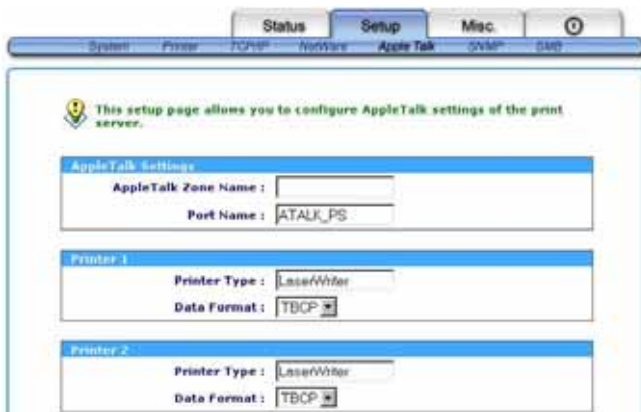 Status Setup Misc.
System Printer TCP/IP NetWare Apple Talk SNMP SMB
This setup page allows you to configure AppleTalk settings of the print
server.
AppleTalk Settings
AppleTalk Zone Name :
Port Name : ATALK_PS
Printer 1
Printer Type : LaserWriter
Data Format : TBCP
Printer 2
Printer Type : LaserWriter
Data Format : TBCP